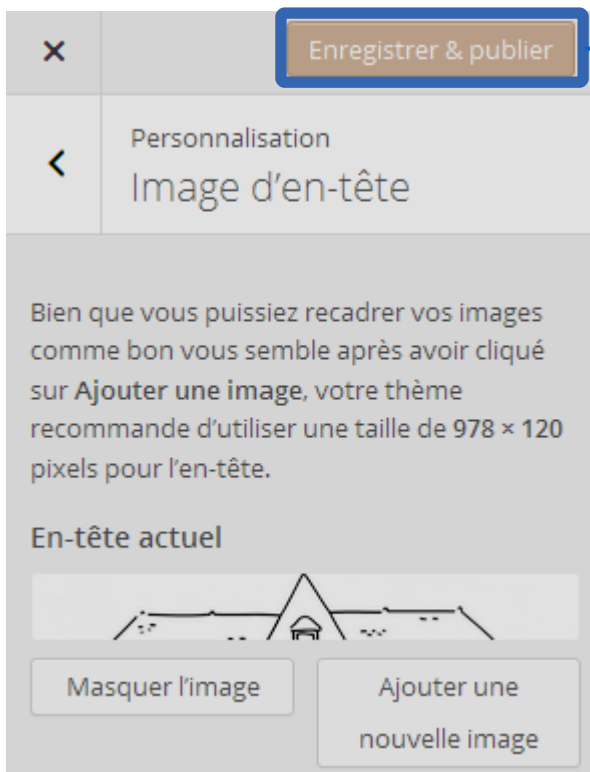 Enregistrer & publier
Personnalisation
Image d’en-tête
Bien que vous puissiez recadrer vos images
comme bon vous semble après avoir cliqué
sur Ajouter une image, votre thème
recommande d’utiliser une taille de 978 × 120
pixels pour l’en-tête.
En-tête actuel
Masquer l’image
Ajouter une
nouvelle image